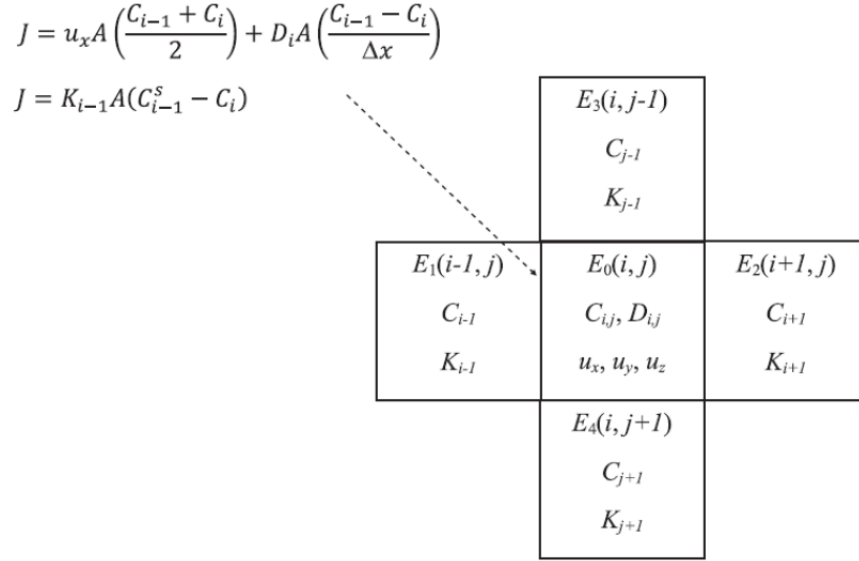 J = u_x A ((C_{i-1} + C_i)/2) + D_i A ((C_{i-1} − C_i)/Δx)
J = K_{i-1} A (C^s_{i-1} − C_i)
E_3(i, j-1)
C_{j-1}
K_{j-1}
E_1(i-1, j)
C_{i-1}
K_{i-1}
E_0(i, j)
C_{i,j}, D_{i,j}
u_x, u_y, u_z
E_2(i+1, j)
C_{i+1}
K_{i+1}
E_4(i, j+1)
C_{j+1}
K_{j+1}